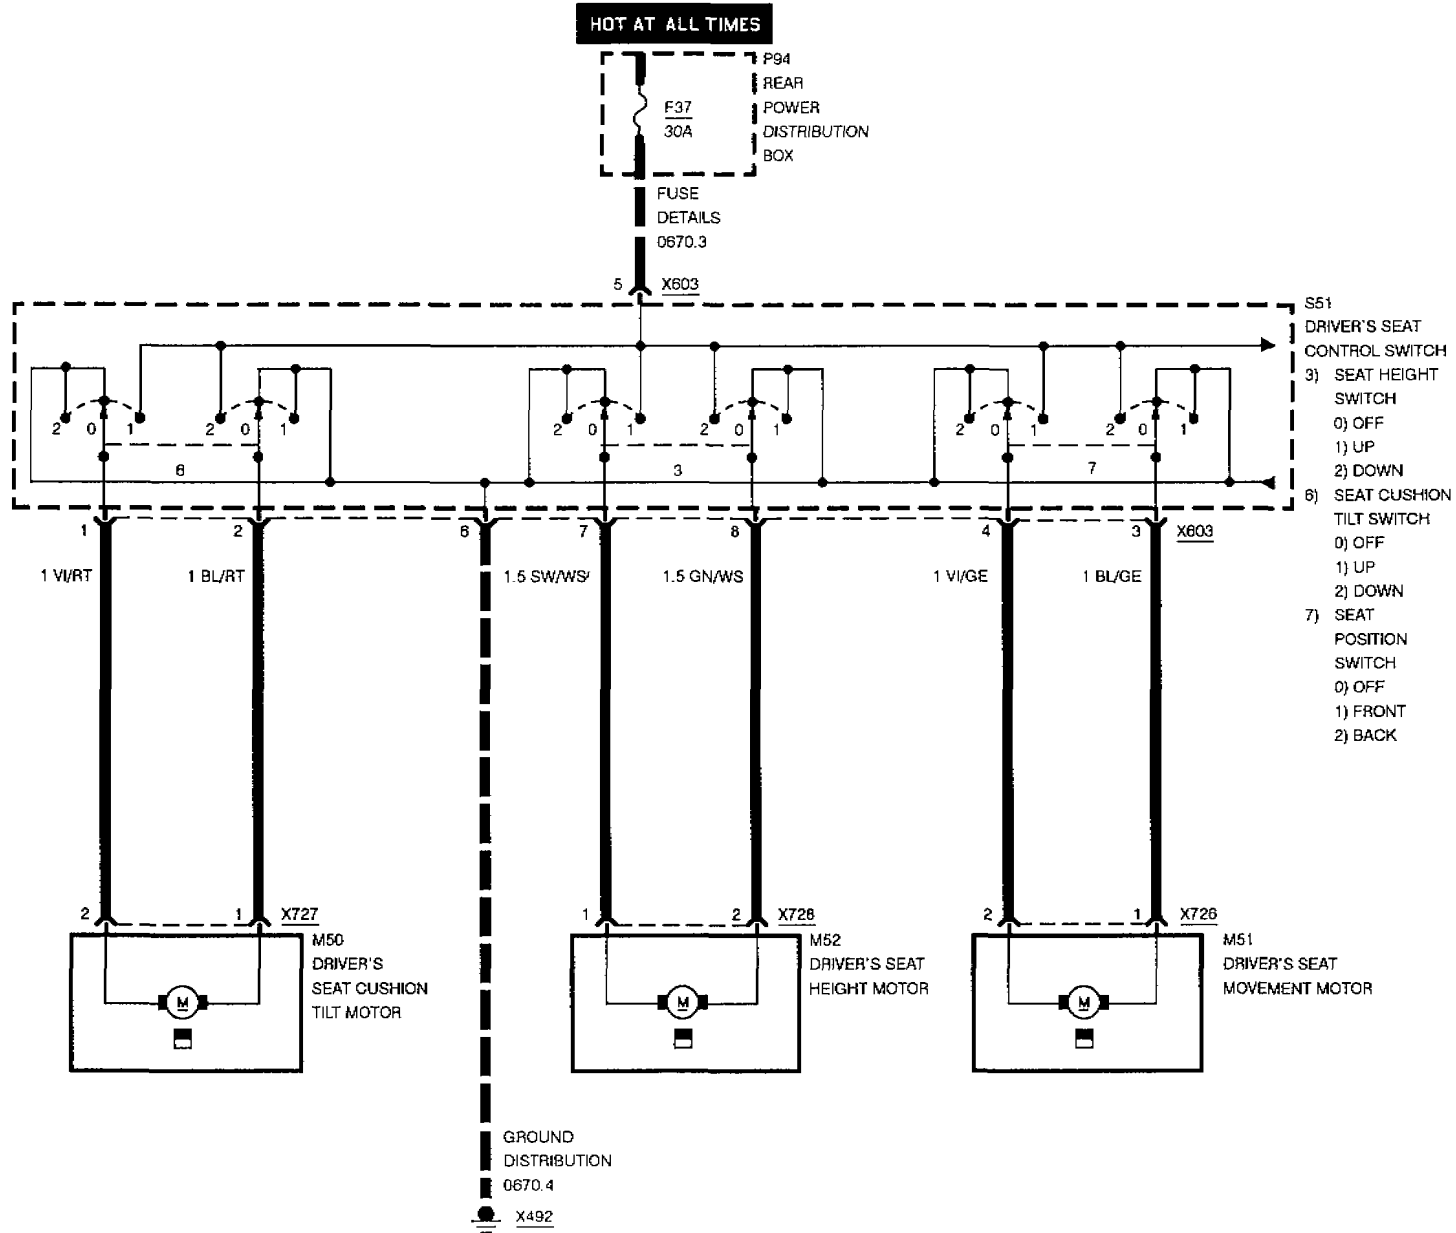 HOT AT ALL TIMES
P94
REAR
POWER
DISTRIBUTION
BOX
F37
30A
FUSE
DETAILS
0670.3
5 X603
S51
DRIVER'S SEAT
CONTROL SWITCH
3) SEAT HEIGHT
SWITCH
0) OFF
1) UP
2) DOWN
6) SEAT CUSHION
TILT SWITCH
0) OFF
1) UP
2) DOWN
7) SEAT
POSITION
SWITCH
0) OFF
1) FRONT
2) BACK
2 0 1 2 0 1 2 0 1 2 0 1 2 0 1 2 0 1
6 3 7
1 2 6 7 8 4 3 X603
1 VI/RT 1 BL/RT 1.5 SW/WS 1.5 GN/WS 1 VI/GE 1 BL/GE
2 1 X727 1 2 X728 2 1 X726
M50
DRIVER'S
SEAT CUSHION
TILT MOTOR
M
M52
DRIVER'S SEAT
HEIGHT MOTOR
M
M51
DRIVER'S SEAT
MOVEMENT MOTOR
M
GROUND
DISTRIBUTION
0670.4
X492